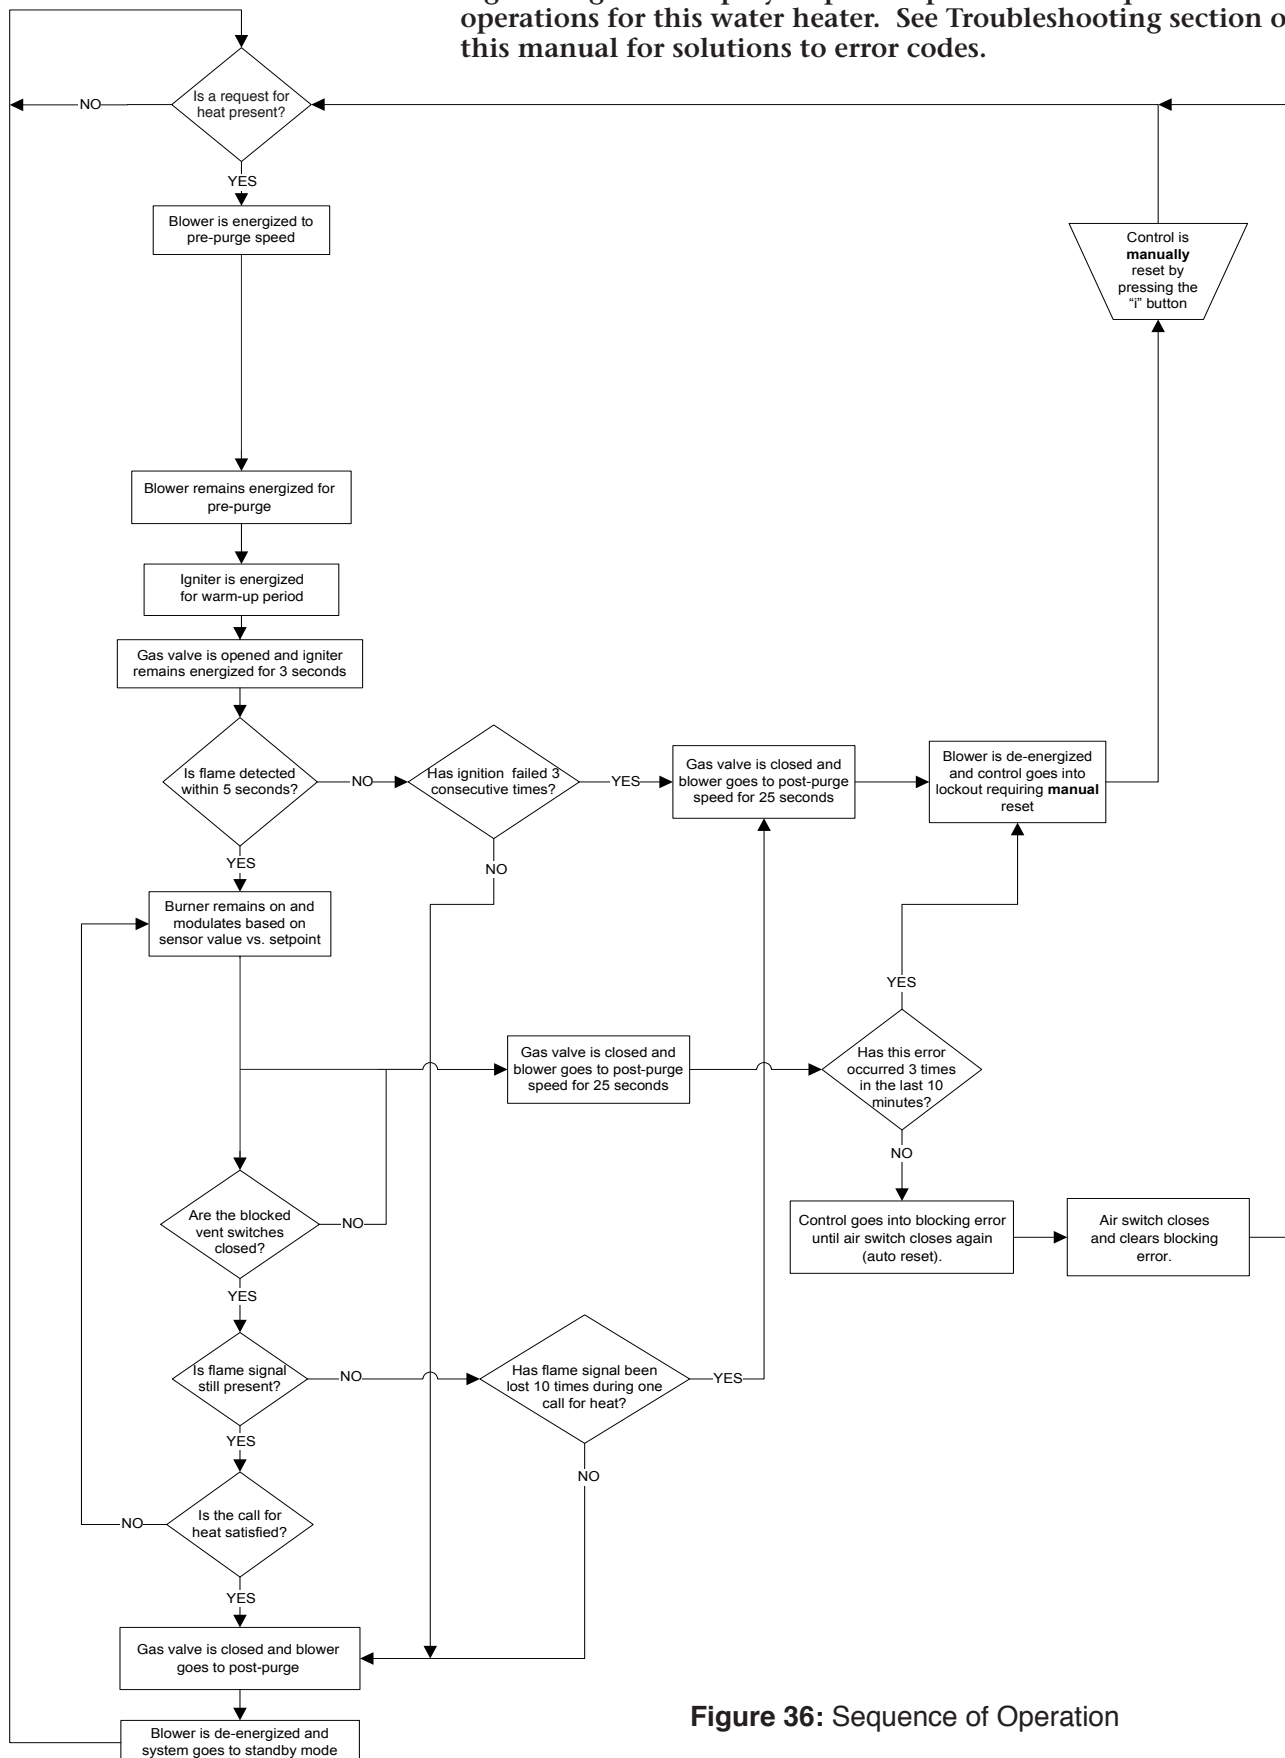 operations for this water heater. See Troubleshooting section o
this manual for solutions to error codes.
Is a request for
heat present?
NO
YES
Blower is energized to
pre-purge speed
Control is
manually
reset by
pressing the
“i” button
Blower remains energized for
pre-purge
Igniter is energized
for warm-up period
Gas valve is opened and igniter
remains energized for 3 seconds
Is flame detected
within 5 seconds?
NO
Has ignition failed 3
consecutive times?
YES
Gas valve is closed and
blower goes to post-purge
speed for 25 seconds
Blower is de-energized
and control goes into
lockout requiring manual
reset
YES
NO
Burner remains on and
modulates based on
sensor value vs. setpoint
YES
Gas valve is closed and
blower goes to post-purge
speed for 25 seconds
Has this error
occurred 3 times
in the last 10
minutes?
NO
Are the blocked
vent switches
closed?
NO
Control goes into blocking error
until air switch closes again
(auto reset).
Air switch closes
and clears blocking
error.
YES
Is flame signal
still present?
NO
Has flame signal been
lost 10 times during one
call for heat?
YES
YES
NO
Is the call for
heat satisfied?
NO
YES
Gas valve is closed and blower
goes to post-purge
Blower is de-energized and
system goes to standby mode
Figure 36: Sequence of Operation